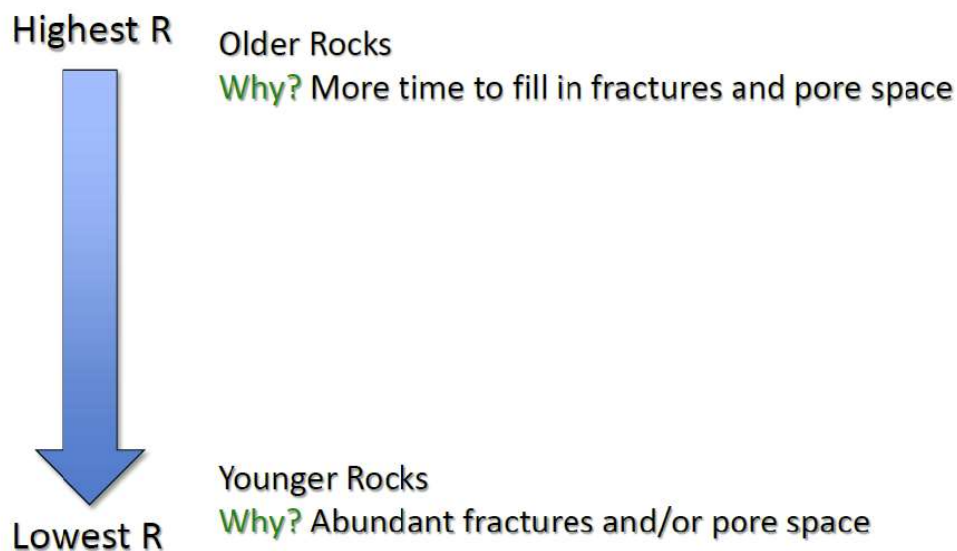 Highest R
Older Rocks
Why? More time to fill in fractures and pore space
Younger Rocks
Why? Abundant fractures and/or pore space
Lowest R